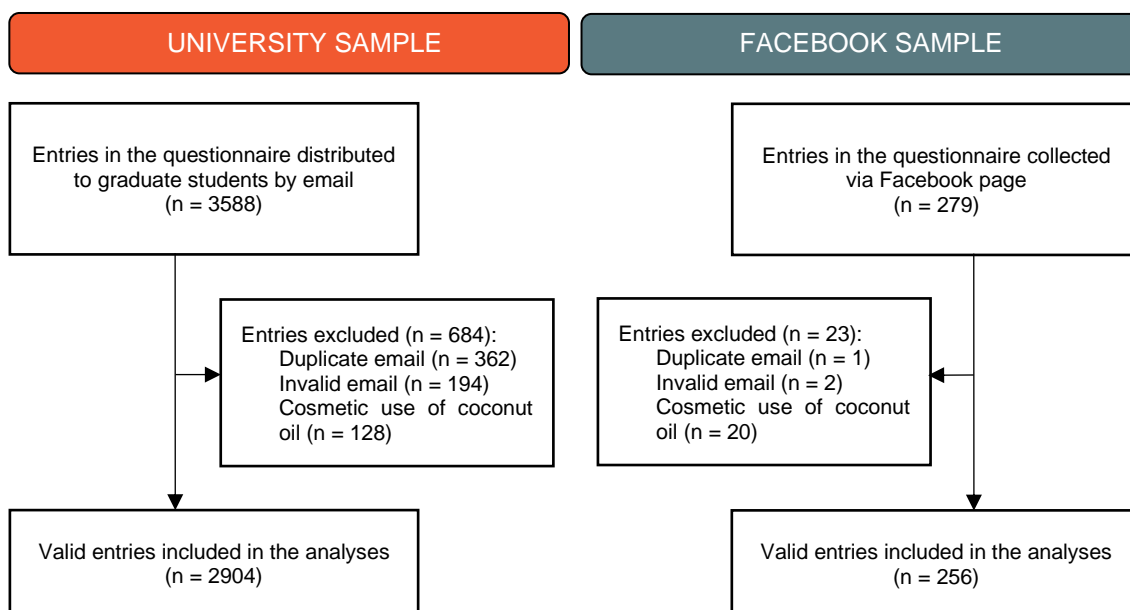 UNIVERSITY SAMPLE
Entries in the questionnaire distributed
to graduate students by email
(n = 3588)
Entries excluded (n = 684):
Duplicate email (n = 362)
Invalid email (n = 194)
Cosmetic use of coconut
oil (n = 128)
Valid entries included in the analyses
(n = 2904)
FACEBOOK SAMPLE
Entries in the questionnaire collected
via Facebook page
(n = 279)
Entries excluded (n = 23):
Duplicate email (n = 1)
Invalid email (n = 2)
Cosmetic use of coconut
oil (n = 20)
Valid entries included in the analyses
(n = 256)